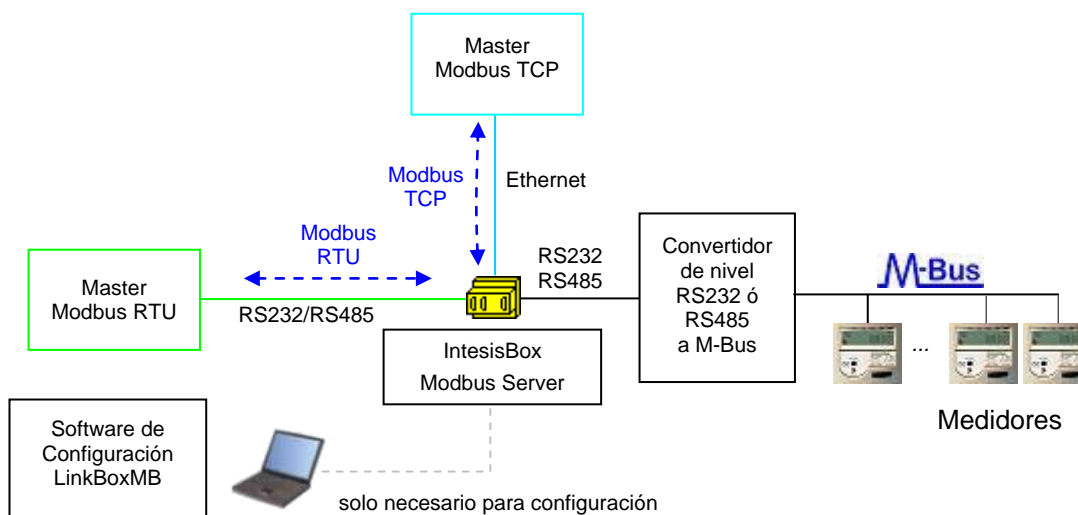 Master
Modbus TCP
Modbus
TCP
Ethernet
Modbus
RTU
RS232
RS485
Convertidor
de nivel
RS232 ó
RS485
a M-Bus
M-Bus
Master
Modbus RTU
RS232/RS485
...
IntesisBox
Modbus Server
Medidores
Software de
Configuración
LinkBoxMB
solo necesario para configuración